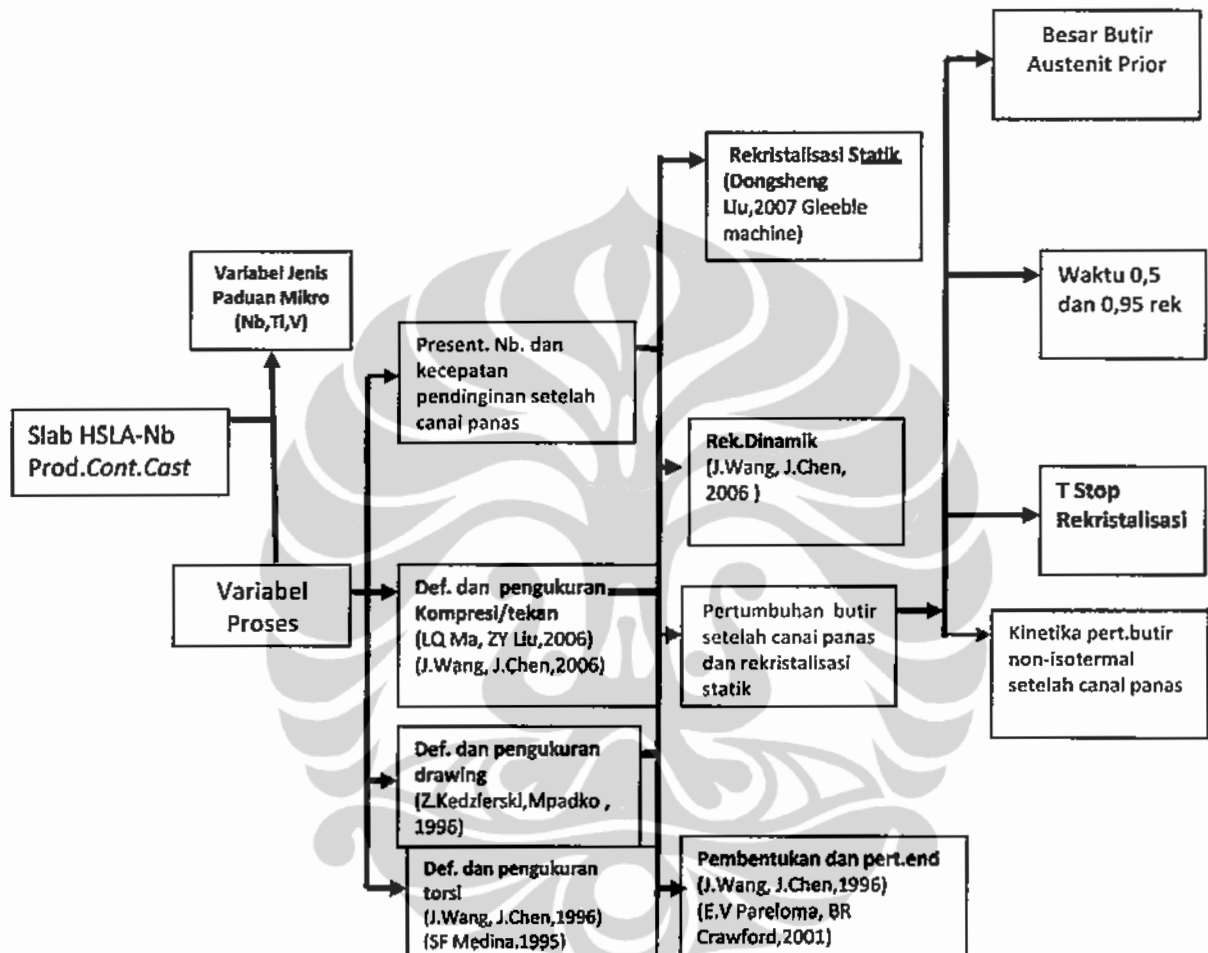 Besar Butir
Austenit Prior
Rekristalisasi Statik
(Dongsheng
Liu,2007 Gleeble
machine)
Variabel Jenis
Paduan Mikro
(Nb,Ti,V)
Waktu 0,5
dan 0,95 rek
Present. Nb. dan
kecepatan
pendinginan setelah
canai panas
Slab HSLA-Nb
Prod.Cont.Cast
Rek.Dinamik
(J.Wang, J.Chen,
2006 )
T Stop
Rekristalisasi
Variabel
Proses
Def. dan pengukuran
Kompresi/tekan
(LQ Ma, ZY Liu,2006)
(J.Wang, J.Chen,2006)
Pertumbuhan butir
setelah canai panas
dan rekristalisasi
statik
Kinetika pert.butir
non-isotermal
setelah canai panas
Def. dan pengukuran
drawing
(Z.Kedzierski,Mpadko ,
1996)
Def. dan pengukuran
torsi
(J.Wang, J.Chen,1996)
(SF Medina,1995)
Pembentukan dan pert.end
(J.Wang, J.Chen,1996)
(E.V Pareloma, BR
Crawford,2001)